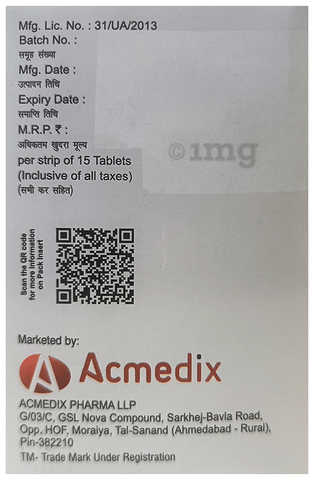 Mfg. Lic. No. : 31/UA/2013
Batch No. :
समूह संख्या
Mfg. Date :
उत्पादन तिथि
Expiry Date :
समाप्ति तिथि
M.R.P. ₹ :
अधिकतम खुदरा मूल्य
per strip of 15 Tablets
(Inclusive of all taxes)
(सभी कर सहित)
©1mg
Scan the QR code
for more information
on Pack Insert
Marketed by:
Acmedix
ACMEDIX PHARMA LLP
G/03/C, GSL Nova Compound, Sarkhej-Bavla Road,
Opp. HOF, Moraiya, Tal-Sanand (Ahmedabad - Rural),
Pin-382210
TM- Trade Mark Under Registration